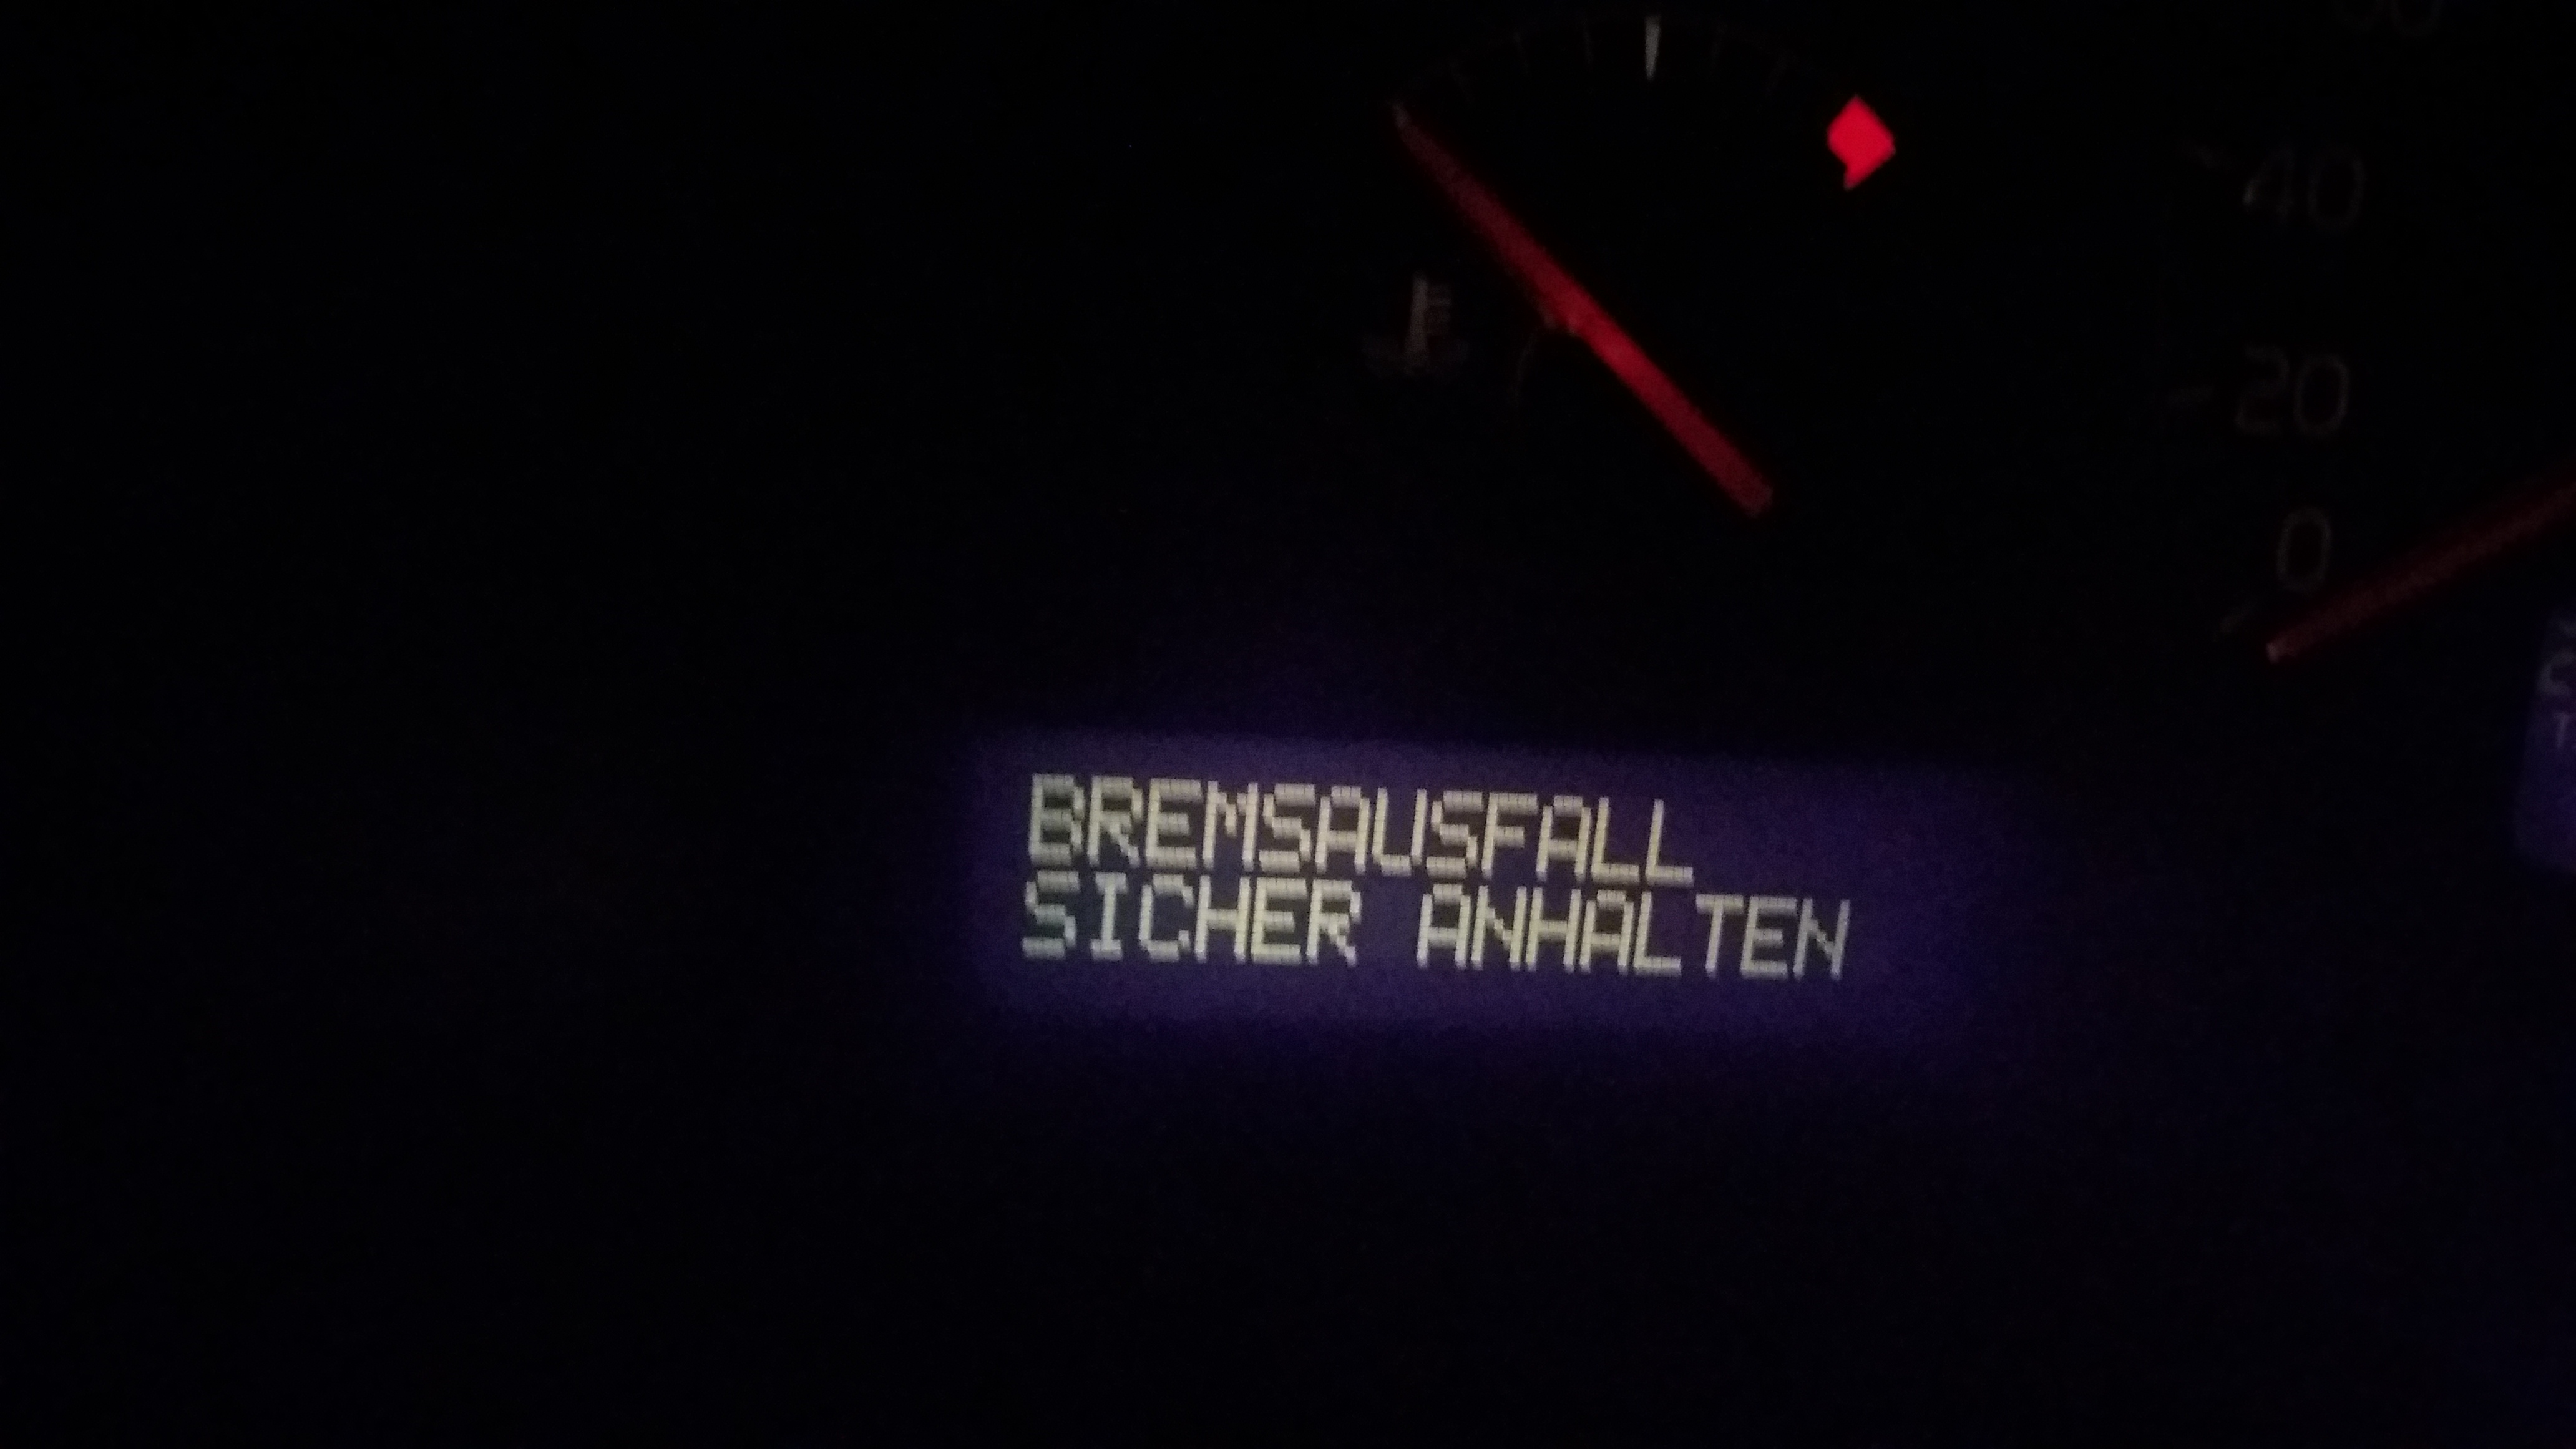 40
20
0
BREMSAUSFALL
SICHER ANHALTEN